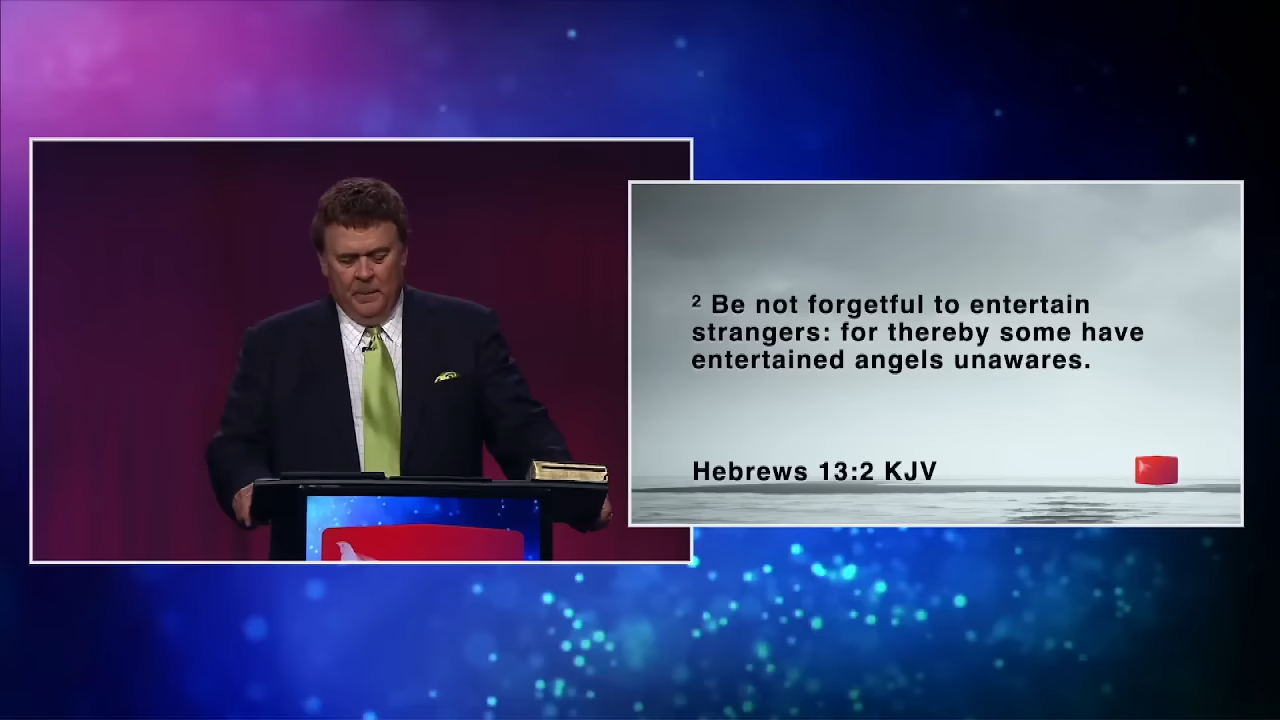 ² Be not forgetful to entertain
strangers: for thereby some have
entertained angels unawares.
Hebrews 13:2 KJV